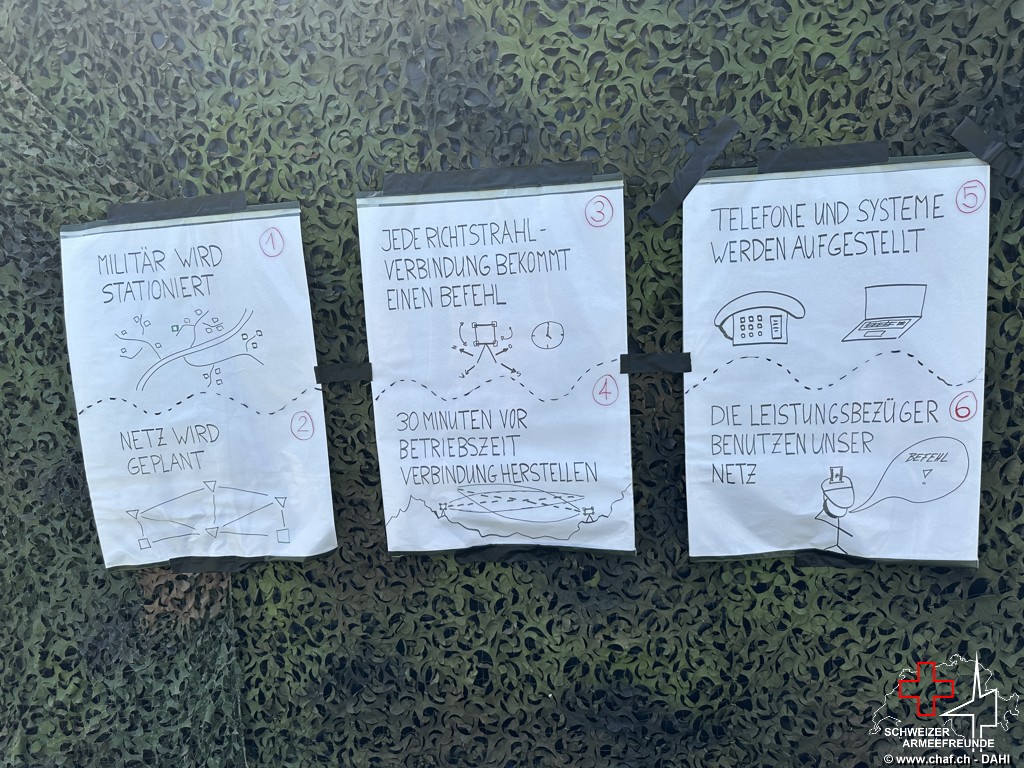 1
MILITÄR WIRD
STATIONIERT
2
NETZ WIRD
GEPLANT
3
JEDE RICHTSTRAHL-
VERBINDUNG BEKOMMT
EINEN BEFEHL
4
30 MINUTEN VOR
BETRIEBSZEIT
VERBINDUNG HERSTELLEN
5
TELEFONE UND SYSTEME
WERDEN AUFGESTELLT
6
DIE LEISTUNGSBEZÜGER
BENUTZEN UNSER
NETZ
BEFEHL
SCHWEIZER
ARMEEFREUNDE
© www.chaf.ch - DAHI